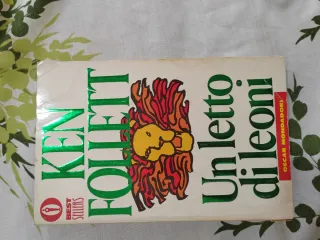 KEN
FOLLETT
Un letto
di leoni
BEST
SELLERS
OSCAR MONDADORI